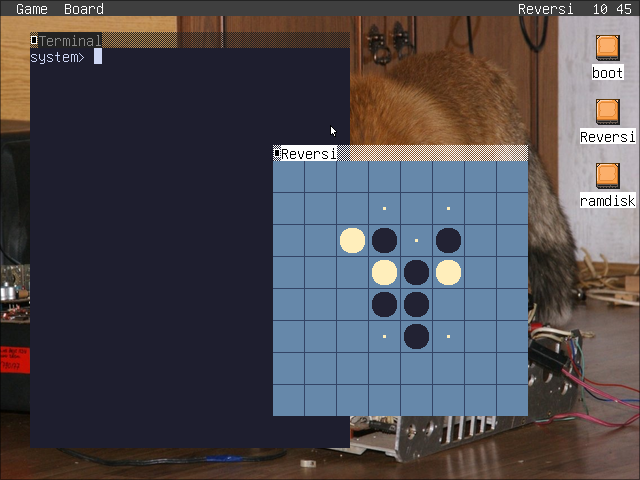 Game Board Reversi 10 45
Terminal
system>
Reversi
boot
Reversi
ramdisk